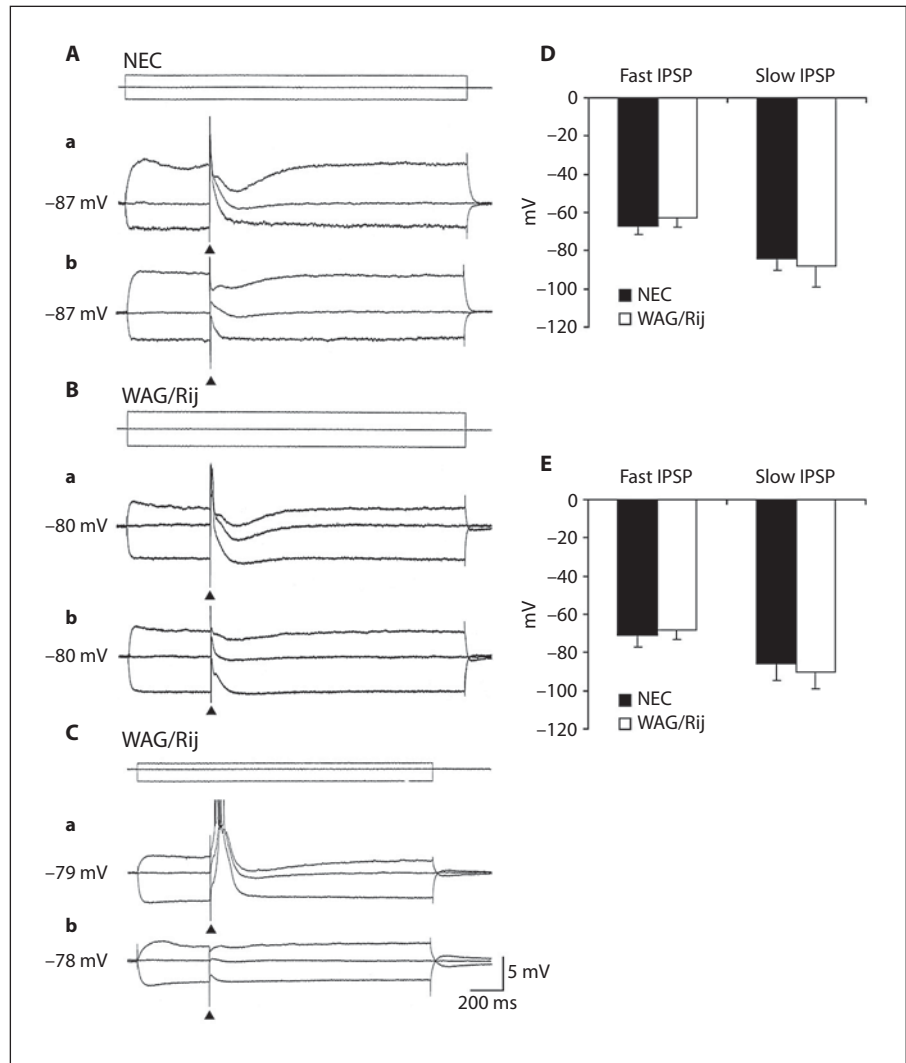 A
NEC
a
–87 mV
b
–87 mV
B
WAG/Rij
a
–80 mV
b
–80 mV
C
WAG/Rij
a
–79 mV
b
–78 mV
5 mV
200 ms
D
Fast IPSP Slow IPSP
0
–20
–40
–60
–80
–100
–120
mV
NEC
WAG/Rij
E
Fast IPSP Slow IPSP
0
–20
–40
–60
–80
–100
–120
mV
NEC
WAG/Rij